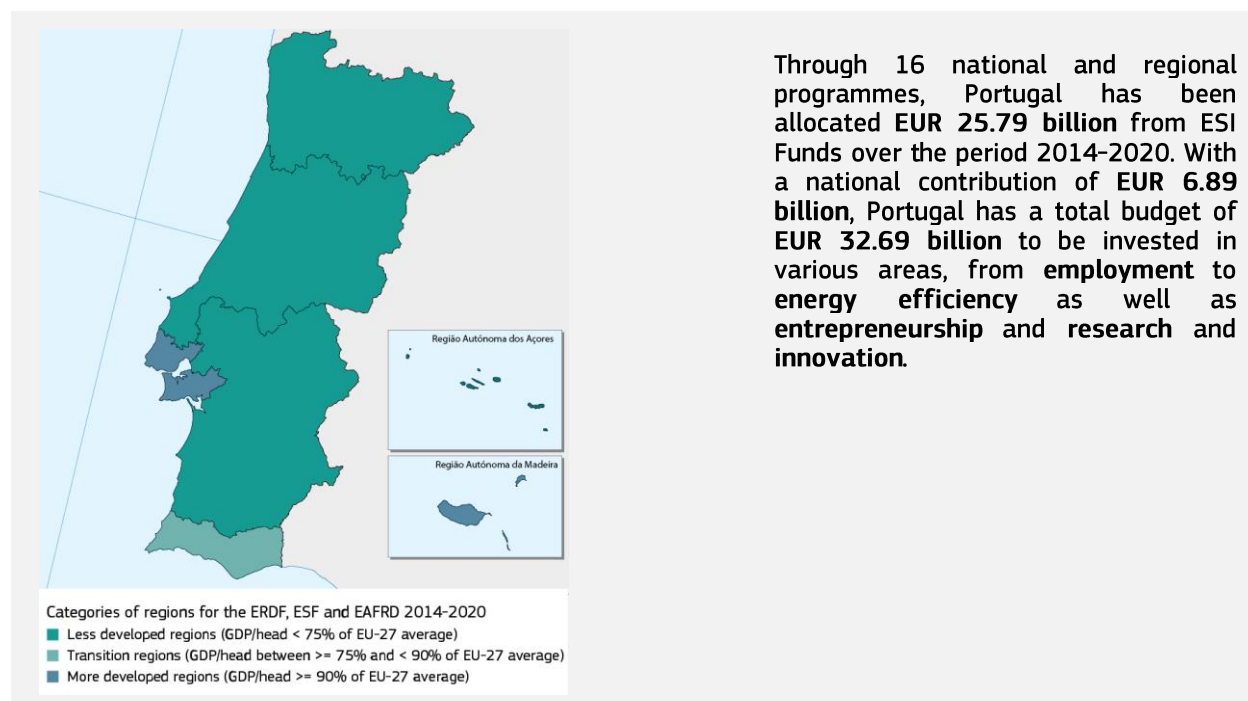 Through 16 national and regional
programmes, Portugal has been
allocated EUR 25.79 billion from ESI
Funds over the period 2014-2020. With
a national contribution of EUR 6.89
billion, Portugal has a total budget of
EUR 32.69 billion to be invested in
various areas, from employment to
energy efficiency as well as
entrepreneurship and research and
innovation.
Região Autónoma dos Açores
Região Autónoma da Madeira
Categories of regions for the ERDF, ESF and EAFRD 2014-2020
Less developed regions (GDP/head < 75% of EU-27 average)
Transition regions (GDP/head between >= 75% and < 90% of EU-27 average)
More developed regions (GDP/head >= 90% of EU-27 average)